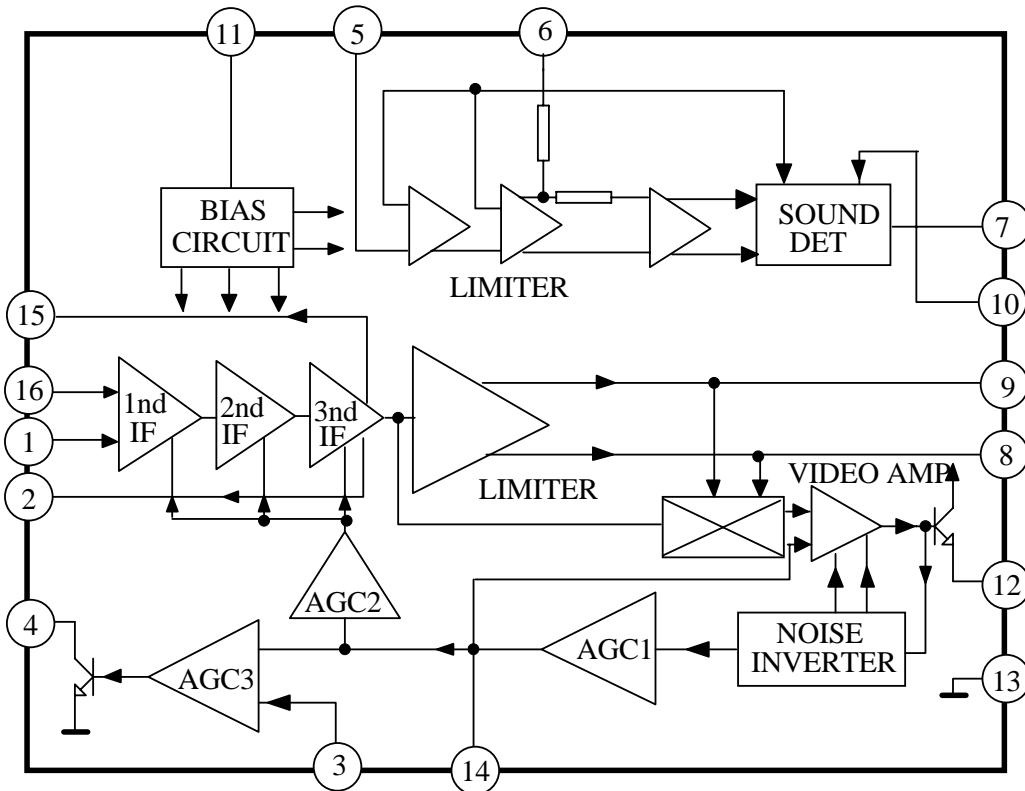 11
5
6
BIAS
CIRCUIT
SOUND
DET
7
LIMITER
10
15
16
1nd
IF
2nd
IF
3nd
IF
9
1
8
2
LIMITER
VIDEO AMP
AGC2
12
4
NOISE
INVERTER
AGC1
AGC3
13
3
14